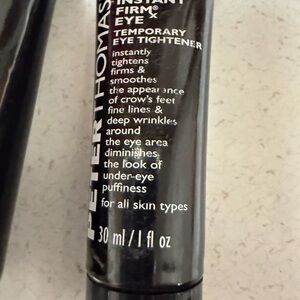 PETER THOMAS
INSTANT
FIRM®
EYE x
TEMPORARY
EYE TIGHTENER
instantly
tightens
firms &
smoothes
the appearance
of crow's feet
fine lines &
deep wrinkles
around
the eye area
diminishes
the look of
under-eye
puffiness
for all skin types
30 ml/1 fl oz